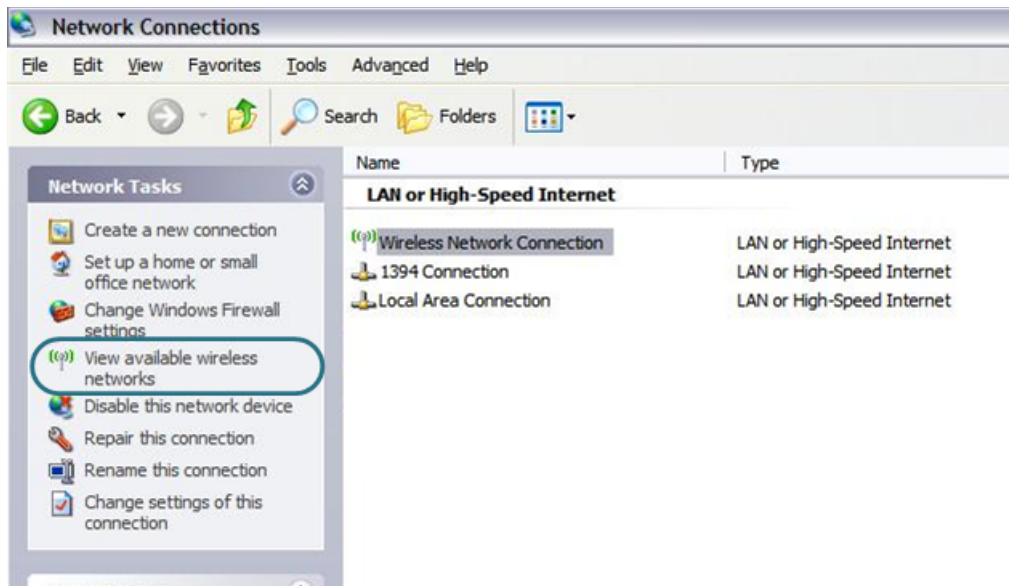 Network Connections
File Edit View Favorites Tools Advanced Help
Back Search Folders
Network Tasks
Create a new connection
Set up a home or small
office network
Change Windows Firewall
settings
View available wireless
networks
Disable this network device
Repair this connection
Rename this connection
Change settings of this
connection
Name Type
LAN or High-Speed Internet
Wireless Network Connection LAN or High-Speed Internet
1394 Connection LAN or High-Speed Internet
Local Area Connection LAN or High-Speed Internet